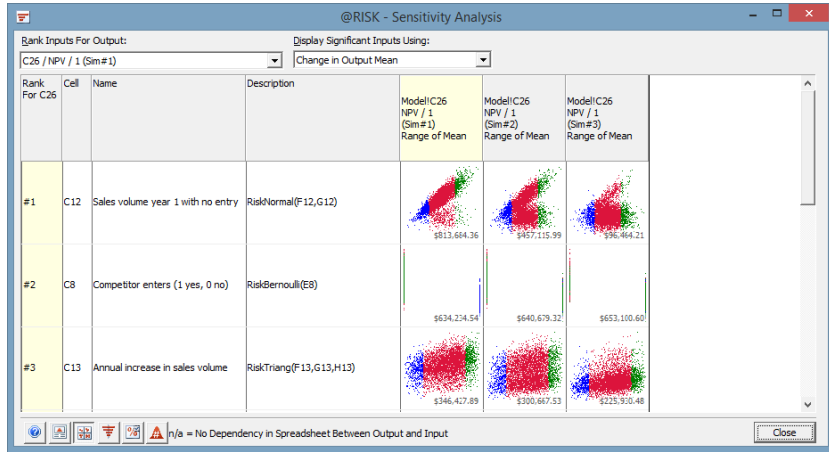 @RISK - Sensitivity Analysis
Rank Inputs For Output:
Display Significant Inputs Using:
C26 / NPV / 1 (Sim#1)
Change in Output Mean
Rank For C26
Cell
Name
Description
Model!C26
NPV / 1
(Sim#1)
Range of Mean
Model!C26
NPV / 1
(Sim#2)
Range of Mean
Model!C26
NPV / 1
(Sim#3)
Range of Mean
#1 C12 Sales volume year 1 with no entry RiskNormal(F12,G12)
$813,684.36 $457,115.99 $96,464.21
#2 C8 Competitor enters (1 yes, 0 no) RiskBernoulli(E8)
$634,234.54 $640,679.32 $653,100.60
#3 C13 Annual increase in sales volume RiskTriang(F13,G13,H13)
$346,427.89 $300,667.53 $225,930.48
n/a = No Dependency in Spreadsheet Between Output and Input
Close